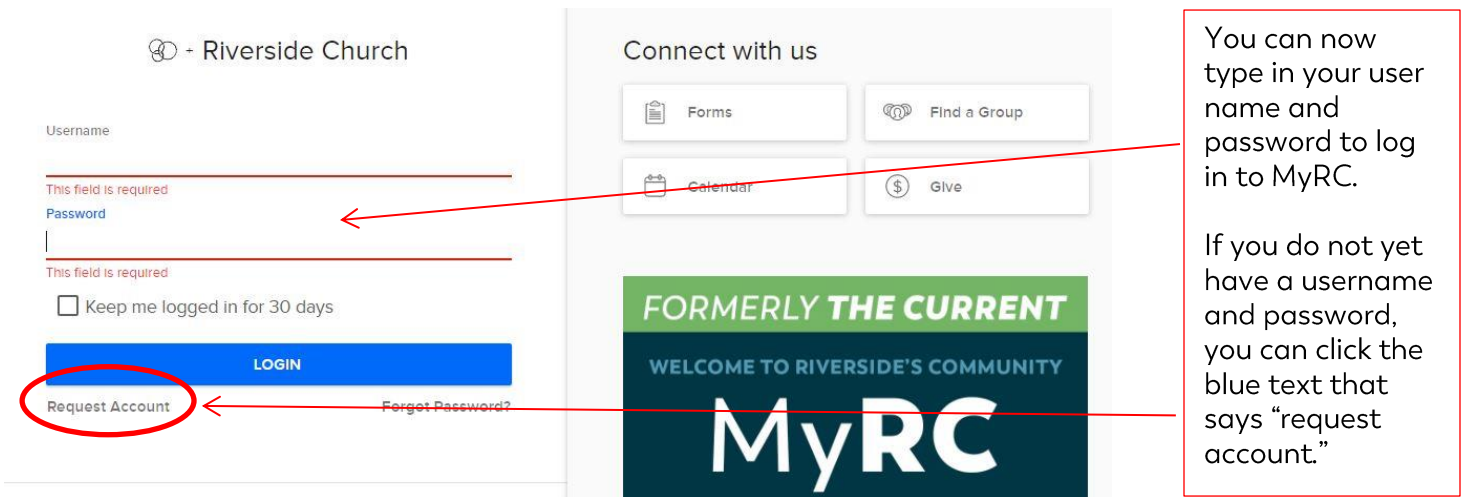 + Riverside Church
Username
This field is required
Password
This field is required
Keep me logged in for 30 days
LOGIN
Request Account
Forgot Password?
Connect with us
Forms
Find a Group
Calendar
Give
FORMERLY THE CURRENT
WELCOME TO RIVERSIDE'S COMMUNITY
MyRC
You can now
type in your user
name and
password to log
in to MyRC.
If you do not yet
have a username
and password,
you can click the
blue text that
says “request
account.”